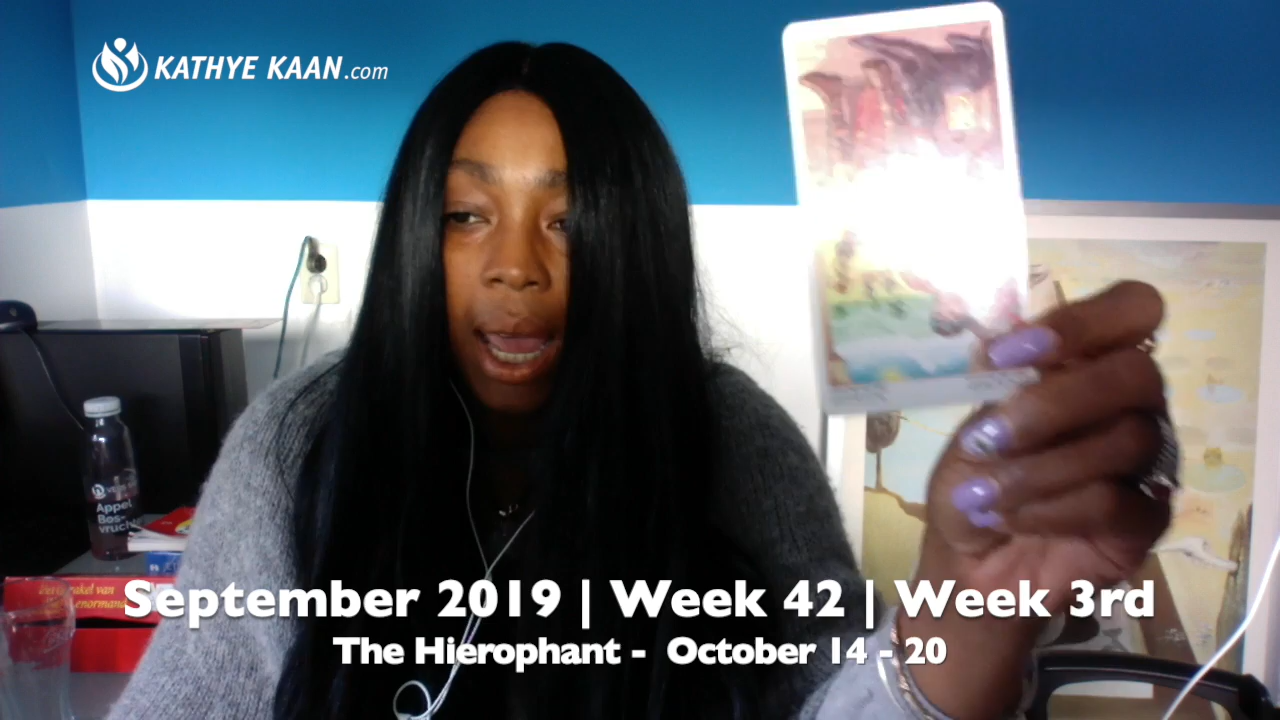 KATHYE KAAN.com
Appel
Bos-
vruch
September 2019 | Week 42 | Week 3rd
The Hierophant - October 14 - 20